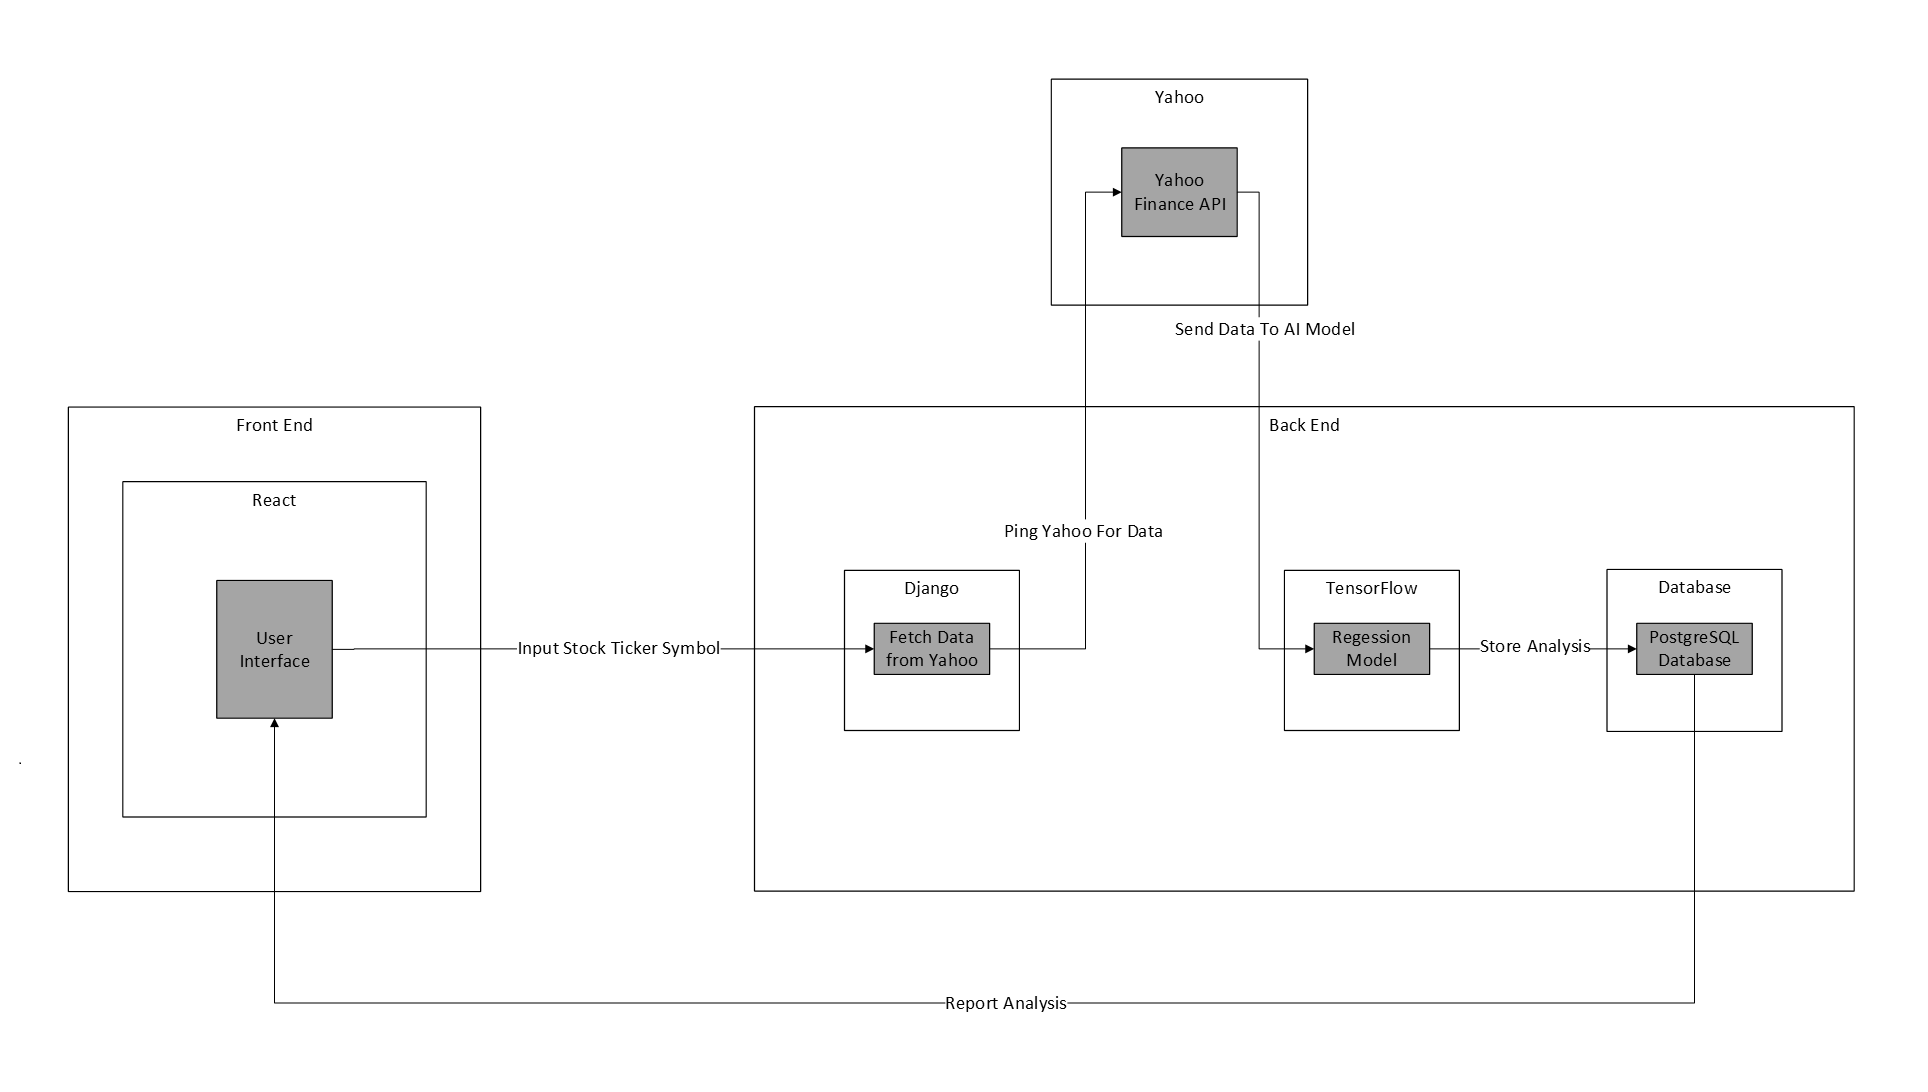 Yahoo
Yahoo
Finance API
Send Data To AI Model
Front End
Back End
React
Ping Yahoo For Data
Django
TensorFlow
Database
User
Interface
Input Stock Ticker Symbol
Fetch Data
from Yahoo
Regession
Model
Store Analysis
PostgreSQL
Database
.
Report Analysis